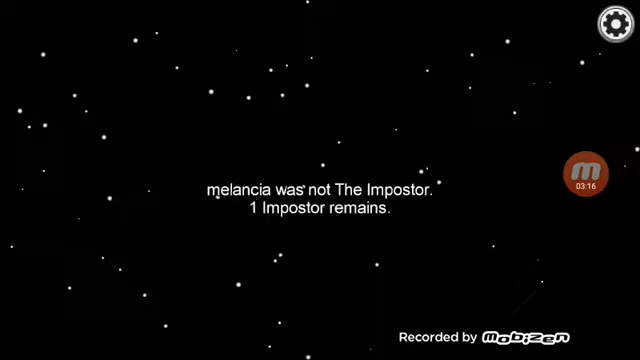 melancia was not The Impostor.
1 Impostor remains.
03:16
Recorded by Mobizen